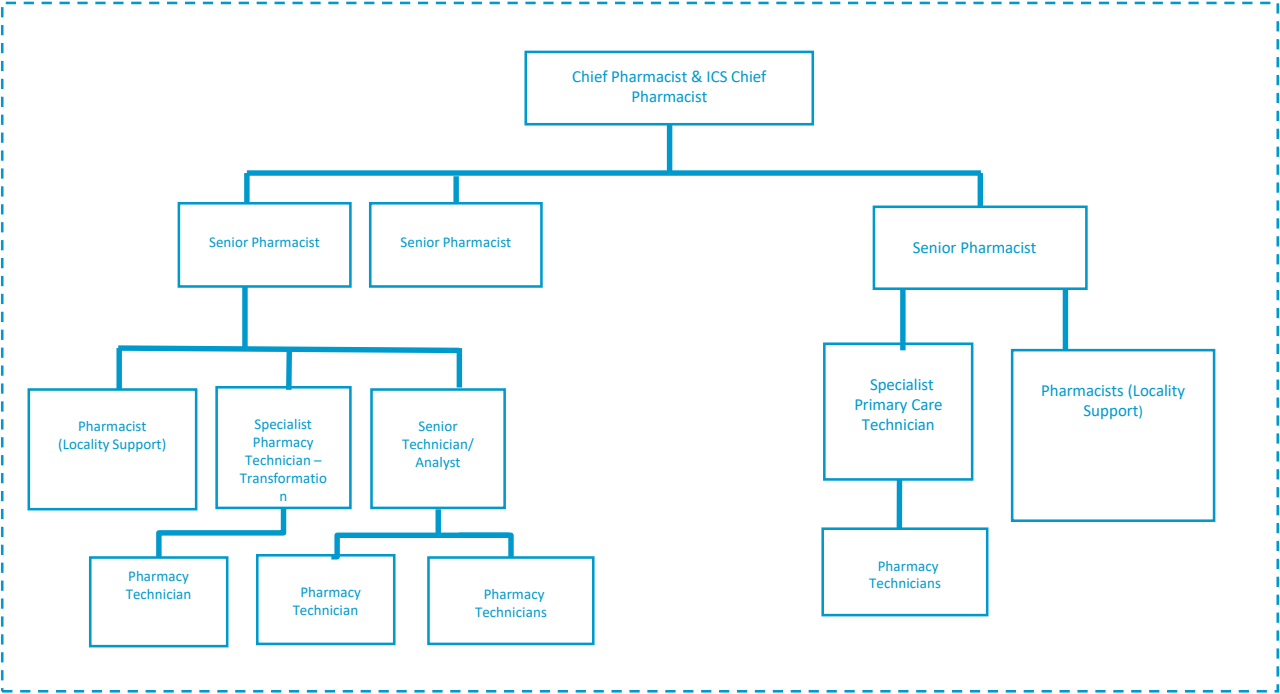 Chief Pharmacist & ICS Chief
Pharmacist
Senior Pharmacist
Senior Pharmacist
Senior Pharmacist
Pharmacist
(Locality Support)
Specialist
Pharmacy
Technician –
Transformatio
n
Senior
Technician/
Analyst
Specialist
Primary Care
Technician
Pharmacists (Locality
Support)
Pharmacy
Technician
Pharmacy
Technician
Pharmacy
Technicians
Pharmacy
Technicians